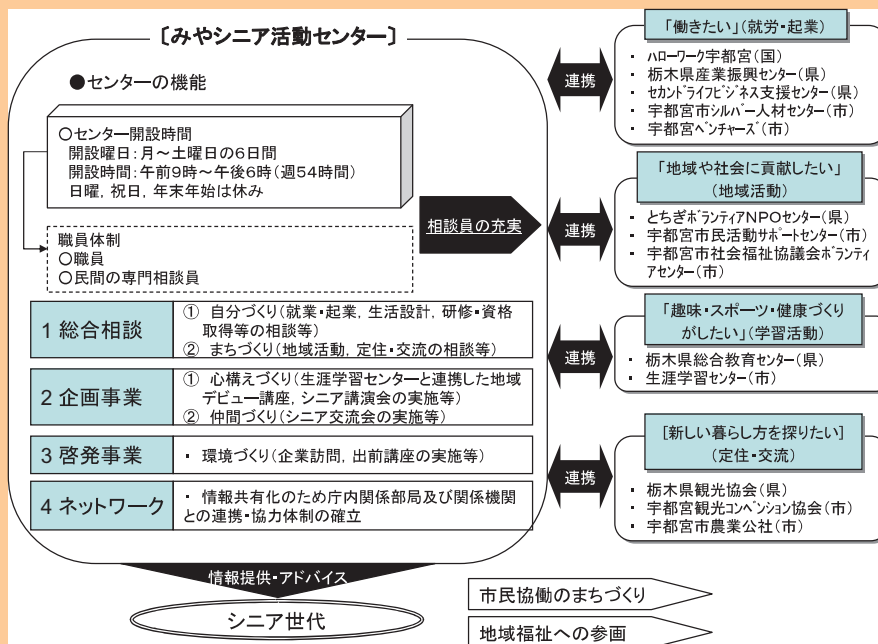 〔みやシニア活動センター〕
●センターの機能
○センター開設時間
開設曜日：月～土曜日の6日間
開設時間：午前9時～午後6時（週54時間）
日曜，祝日，年末年始は休み
職員体制
○職員
○民間の専門相談員
相談員の充実
1 総合相談
① 自分づくり（就業・起業，生活設計，研修・資格
取得等の相談等）
② まちづくり（地域活動，定住・交流の相談等）
2 企画事業
① 心構えづくり（生涯学習センターと連携した地域
デビュー講座，シニア講演会の実施等）
② 仲間づくり（シニア交流会の実施等）
3 啓発事業
・ 環境づくり（企業訪問，出前講座の実施等）
4 ネットワーク
・ 情報共有化のため庁内関係部局及び関係機関
との連携・協力体制の確立
情報提供・アドバイス
シニア世代
連携
「働きたい」（就労・起業）
・ ﾊﾛｰワーク宇都宮（国）
・ 栃木県産業振興センター（県）
・ ｾｶﾝﾄﾞﾗｲﾌﾋﾞｼﾞﾈｽ支援センター（県）
・ 宇都宮市シルバー人材センター（市）
・ 宇都宮ﾍﾞﾝﾁｬｰｽﾞ（市）
連携
「地域や社会に貢献したい」
（地域活動）
・ とちぎﾎﾞﾗﾝﾃｨｱNPOセンター（県）
・ 宇都宮市民活動サポートセンター（市）
・ 宇都宮市社会福祉協議会ﾎﾞﾗﾝﾃｨ
アセンター（市）
連携
「趣味・スポーツ・健康づくり
がしたい」（学習活動）
・ 栃木県総合教育センター（県）
・ 生涯学習センター（市）
連携
[新しい暮らし方を探りたい]
（定住・交流）
・ 栃木県観光協会（県）
・ 宇都宮観光ｺﾝﾍﾞﾝｼｮﾝ協会（市）
・ 宇都宮市農業公社（市）
市民協働のまちづくり
地域福祉への参画